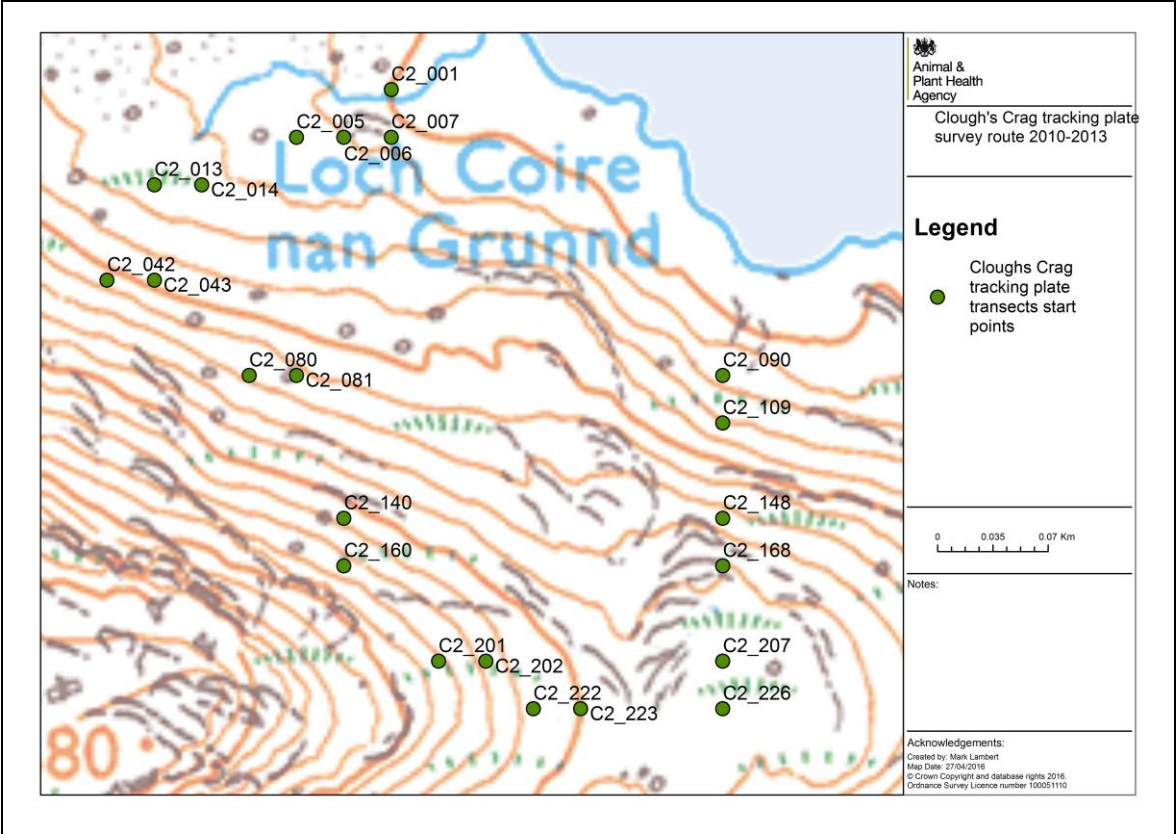 C2_001
C2_005
C2_007
C2_006
Loch Coire
nan Grunnd
C2_013
C2_014
C2_042
C2_043
C2_080
C2_081
C2_090
C2_109
C2_140
C2_148
C2_160
C2_168
C2_201
C2_202
C2_207
C2_222
C2_223
C2_226
80
Animal &
Plant Health
Agency
Clough's Crag tracking plate
survey route 2010-2013
Legend
Cloughs Crag
tracking plate
transects start
points
0 0.035 0.07 Km
Notes:
Acknowledgements:
Created by: Mark Lambert
Map Date: 27/04/2016
© Crown Copyright and database rights 2016.
Ordnance Survey Licence number 100051110